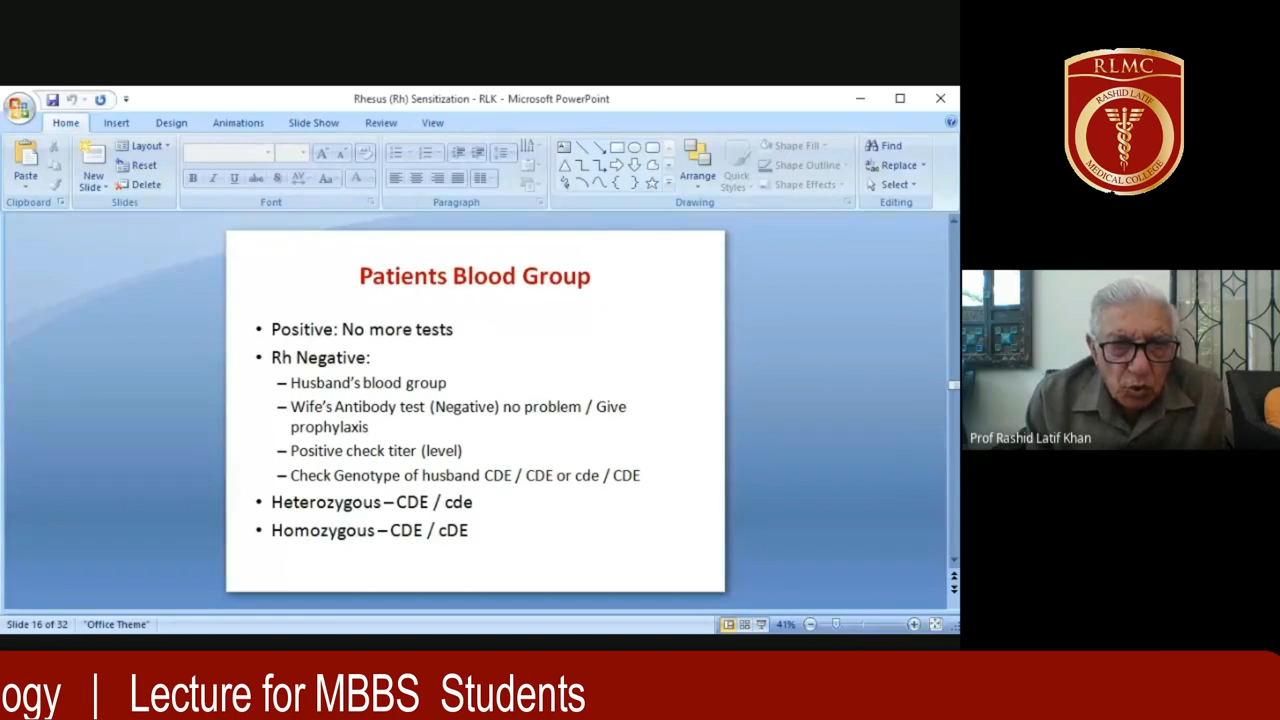 Rhesus (Rh) Sensitization - RLK - Microsoft PowerPoint
Home Insert Design Animations Slide Show Review View
Paste
New
Slide
Layout
Reset
Delete
B I U abc S AV Aa A
Arrange
Quick
Styles
Shape Fill
Shape Outline
Shape Effects
Find
Replace
Select
Clipboard Slides Font Paragraph Drawing Editing
Patients Blood Group
• Positive: No more tests
• Rh Negative:
– Husband's blood group
– Wife's Antibody test (Negative) no problem / Give
prophylaxis
– Positive check titer (level)
– Check Genotype of husband CDE / CDE or cde / CDE
• Heterozygous – CDE / cde
• Homozygous – CDE / cDE
Slide 16 of 32 "Office Theme" 41%
RLMC
RASHID LATIF
MEDICAL COLLEGE
Prof Rashid Latif Khan
ogy | Lecture for MBBS Students